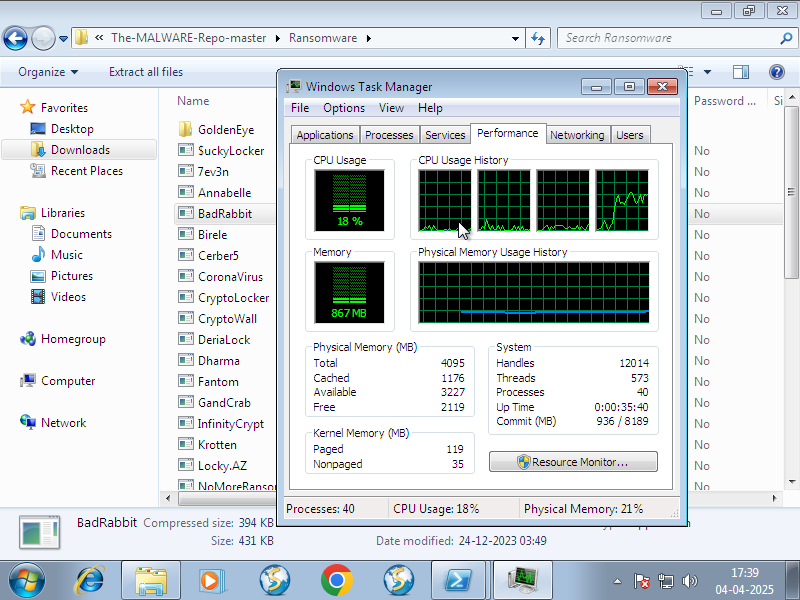 « The-MALWARE-Repo-master ▸ Ransomware ▸
Search Ransomware
Organize
Extract all files
Favorites
Desktop
Downloads
Recent Places
Libraries
Documents
Music
Pictures
Videos
Homegroup
Computer
Network
Name
Password ...
GoldenEye
$uckyLocker No
7ev3n No
Annabelle No
BadRabbit No
Birele No
Cerber5 No
CoronaVirus No
CryptoLocker No
CryptoWall No
DeriaLock No
Dharma No
Fantom No
GandCrab No
InfinityCrypt No
Krotten No
Locky.AZ No
NoMoreRansom No
Windows Task Manager
File Options View Help
Applications Processes Services Performance Networking Users
CPU Usage
18 %
CPU Usage History
Memory
867 MB
Physical Memory Usage History
Physical Memory (MB)
Total 4095
Cached 1176
Available 3227
Free 2119
Kernel Memory (MB)
Paged 119
Nonpaged 35
System
Handles 12014
Threads 573
Processes 40
Up Time 0:00:35:40
Commit (MB) 936 / 8189
Resource Monitor...
Processes: 40 CPU Usage: 18% Physical Memory: 21%
BadRabbit Compressed size: 394 KB
Size: 431 KB
Date modified: 24-12-2023 03:49
17:39
04-04-2025